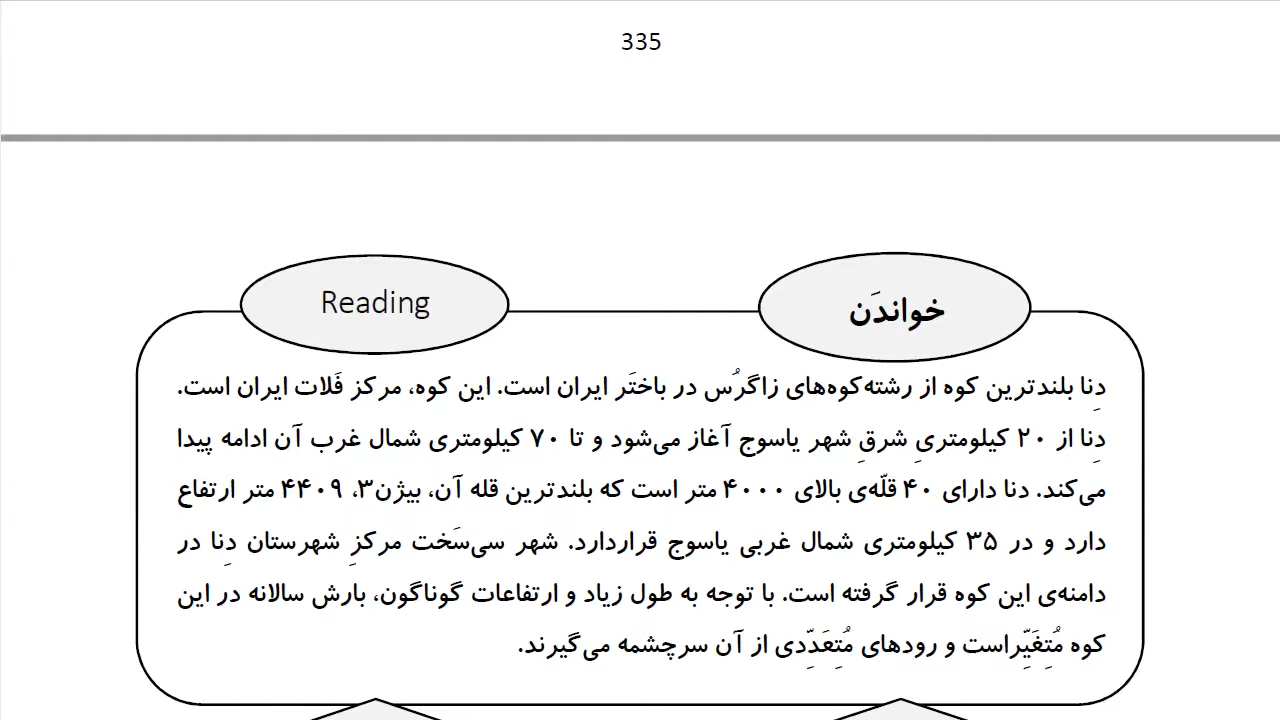 335
خواندَن
Reading
دِنا بلندترین کوه از رشته‌کوه‌های زاگرُس در باختَر ایران است. این کوه، مرکز فَلات ایران است.
دِنا از ۲۰ کیلومتریِ شرقِ شهر یاسوج آغاز می‌شود و تا ۷۰ کیلومتری شمال غرب آن ادامه پیدا
می‌کند. دنا دارای ۴۰ قلّه‌ی بالای ۴۰۰۰ متر است که بلندترین قله آن، بیژن۳، ۴۴۰۹ متر ارتفاع
دارد و در ۳۵ کیلومتری شمال غربی یاسوج قراردارد. شهر سی‌سَخت مرکزِ شهرستان دِنا در
دامنه‌ی این کوه قرار گرفته است. با توجه به طول زیاد و ارتفاعات گوناگون، بارش سالانه در این
کوه مُتِغَیِّراست و رودهای مُتِعَدِّدی از آن سرچشمه می‌گیرند.